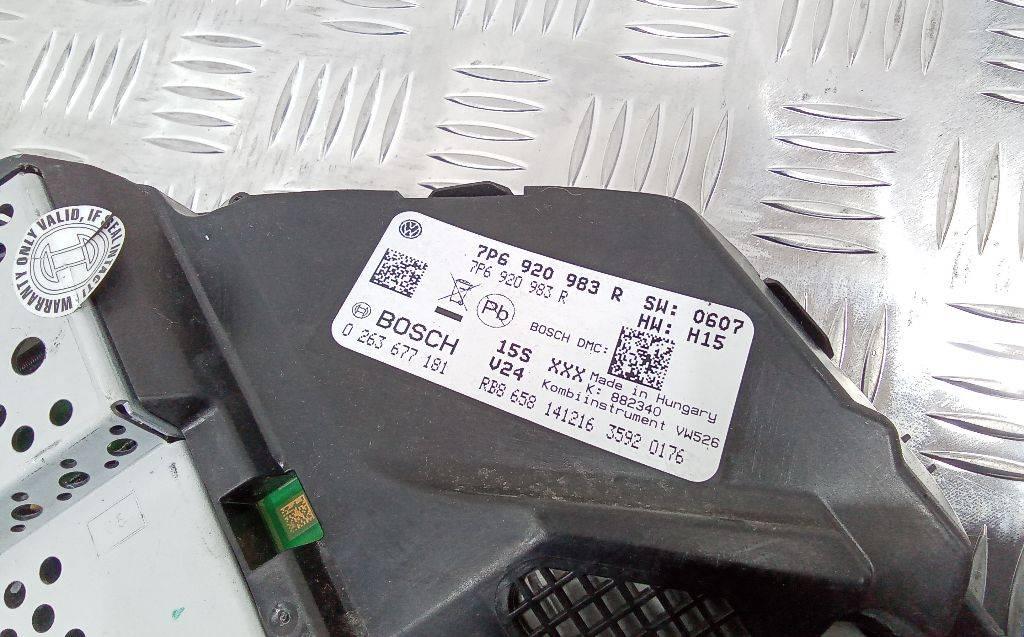 WARRANTY ONLY VALID, IF SEAL INTACT!
7P6 920 983 R SW: 0607
7P6 920 983 R HW: H15
Pb
BOSCH DMC:
BOSCH
0 263 677 181
15S XXX
V24
Made in Hungary
K: 882340
Kombiinstrument VW526
RB8 658 141216 3592 0176